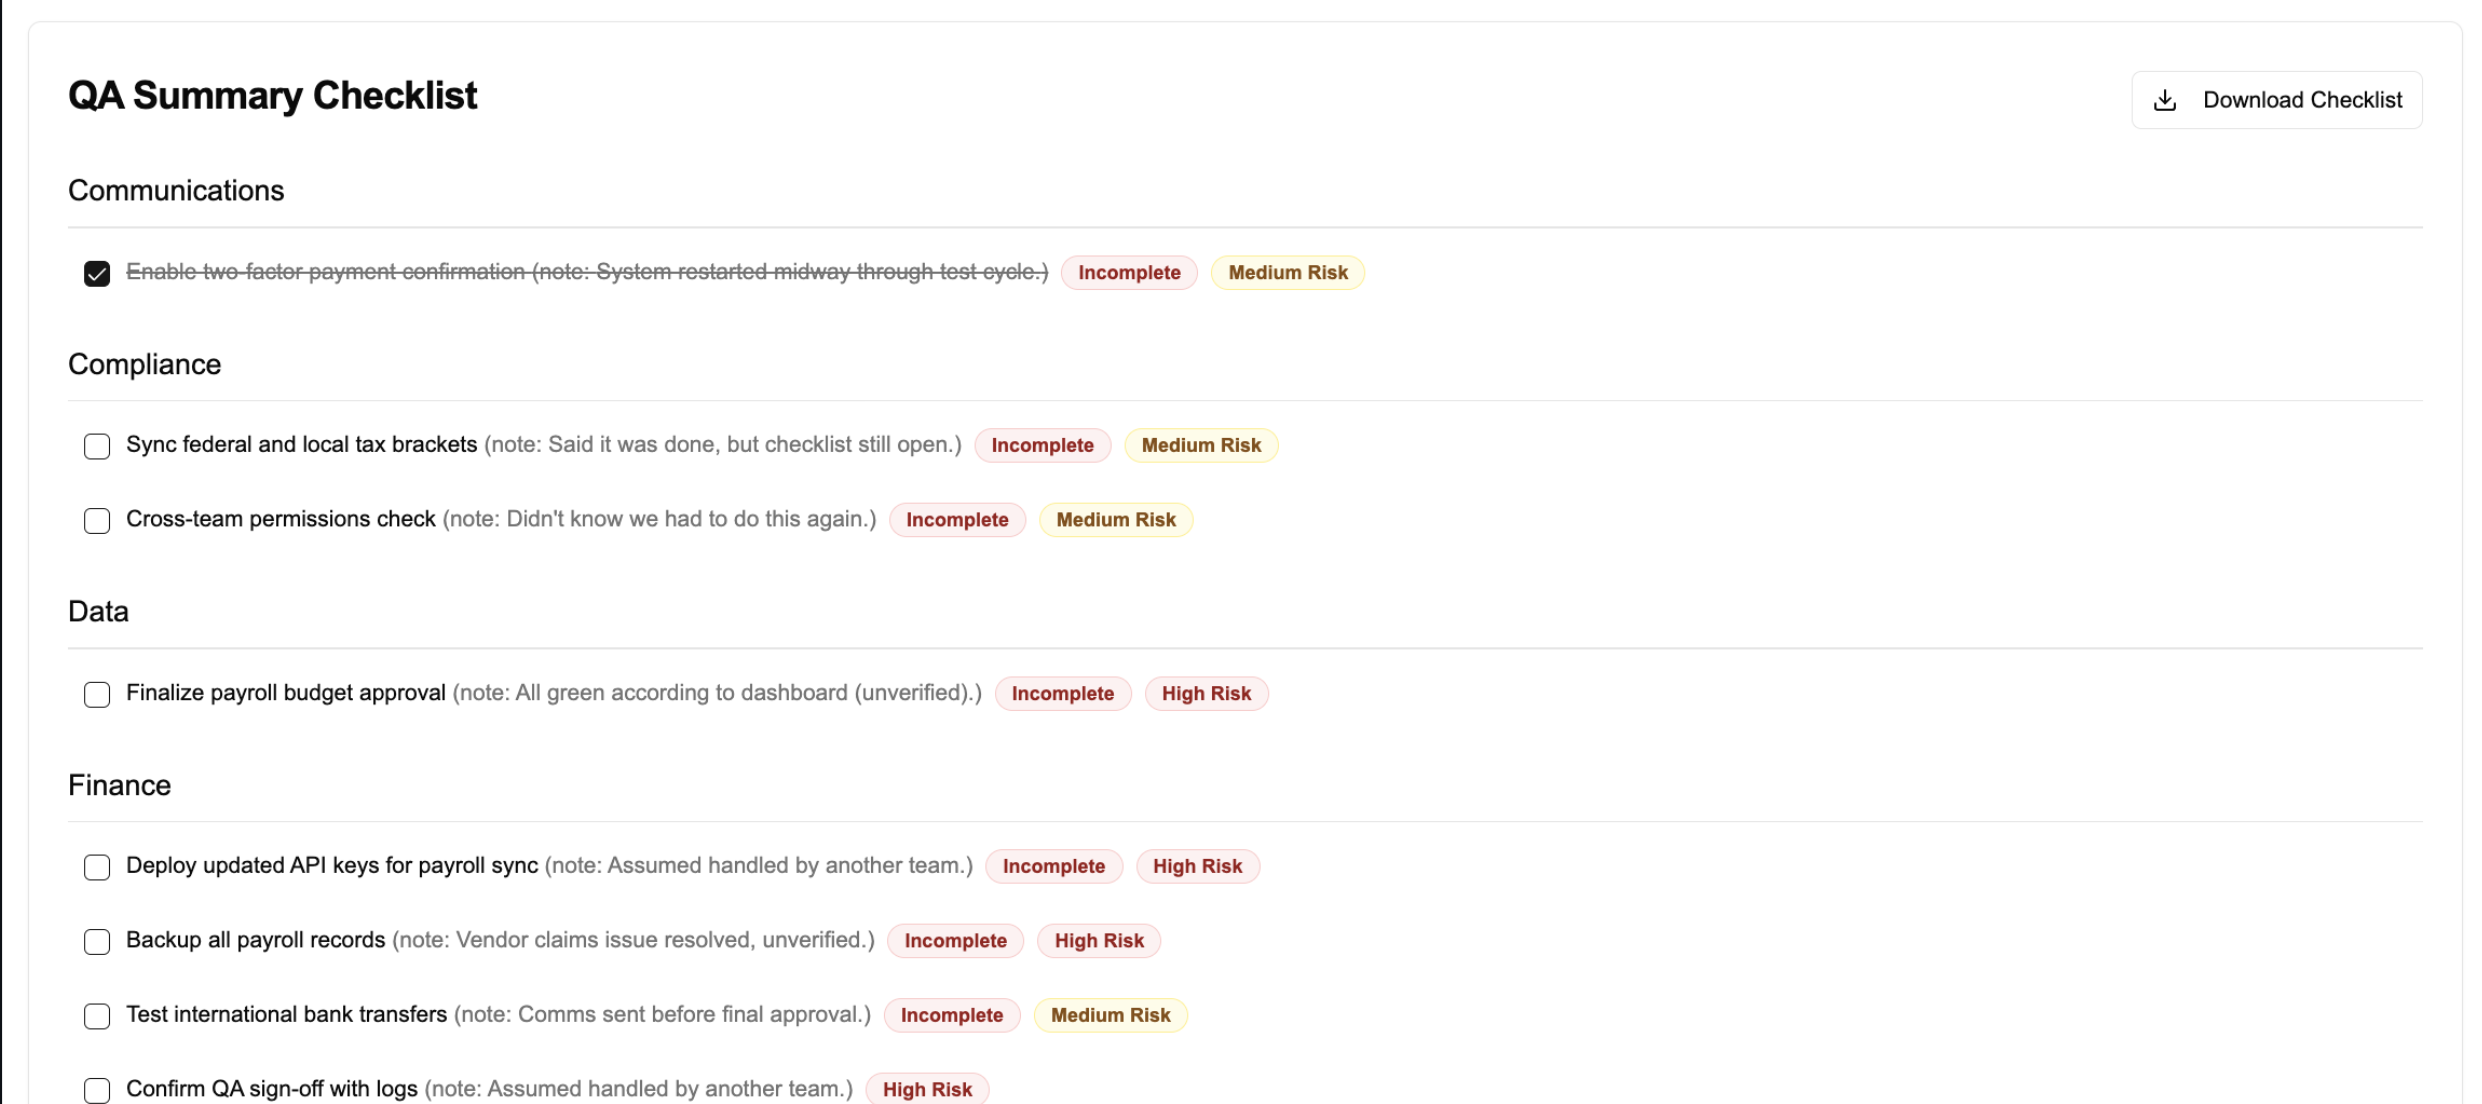 QA Summary Checklist
Download Checklist
Communications
Enable two-factor payment confirmation (note: System restarted midway through test cycle.) Incomplete Medium Risk
Compliance
Sync federal and local tax brackets (note: Said it was done, but checklist still open.) Incomplete Medium Risk
Cross-team permissions check (note: Didn't know we had to do this again.) Incomplete Medium Risk
Data
Finalize payroll budget approval (note: All green according to dashboard (unverified).) Incomplete High Risk
Finance
Deploy updated API keys for payroll sync (note: Assumed handled by another team.) Incomplete High Risk
Backup all payroll records (note: Vendor claims issue resolved, unverified.) Incomplete High Risk
Test international bank transfers (note: Comms sent before final approval.) Incomplete Medium Risk
Confirm QA sign-off with logs (note: Assumed handled by another team.) High Risk